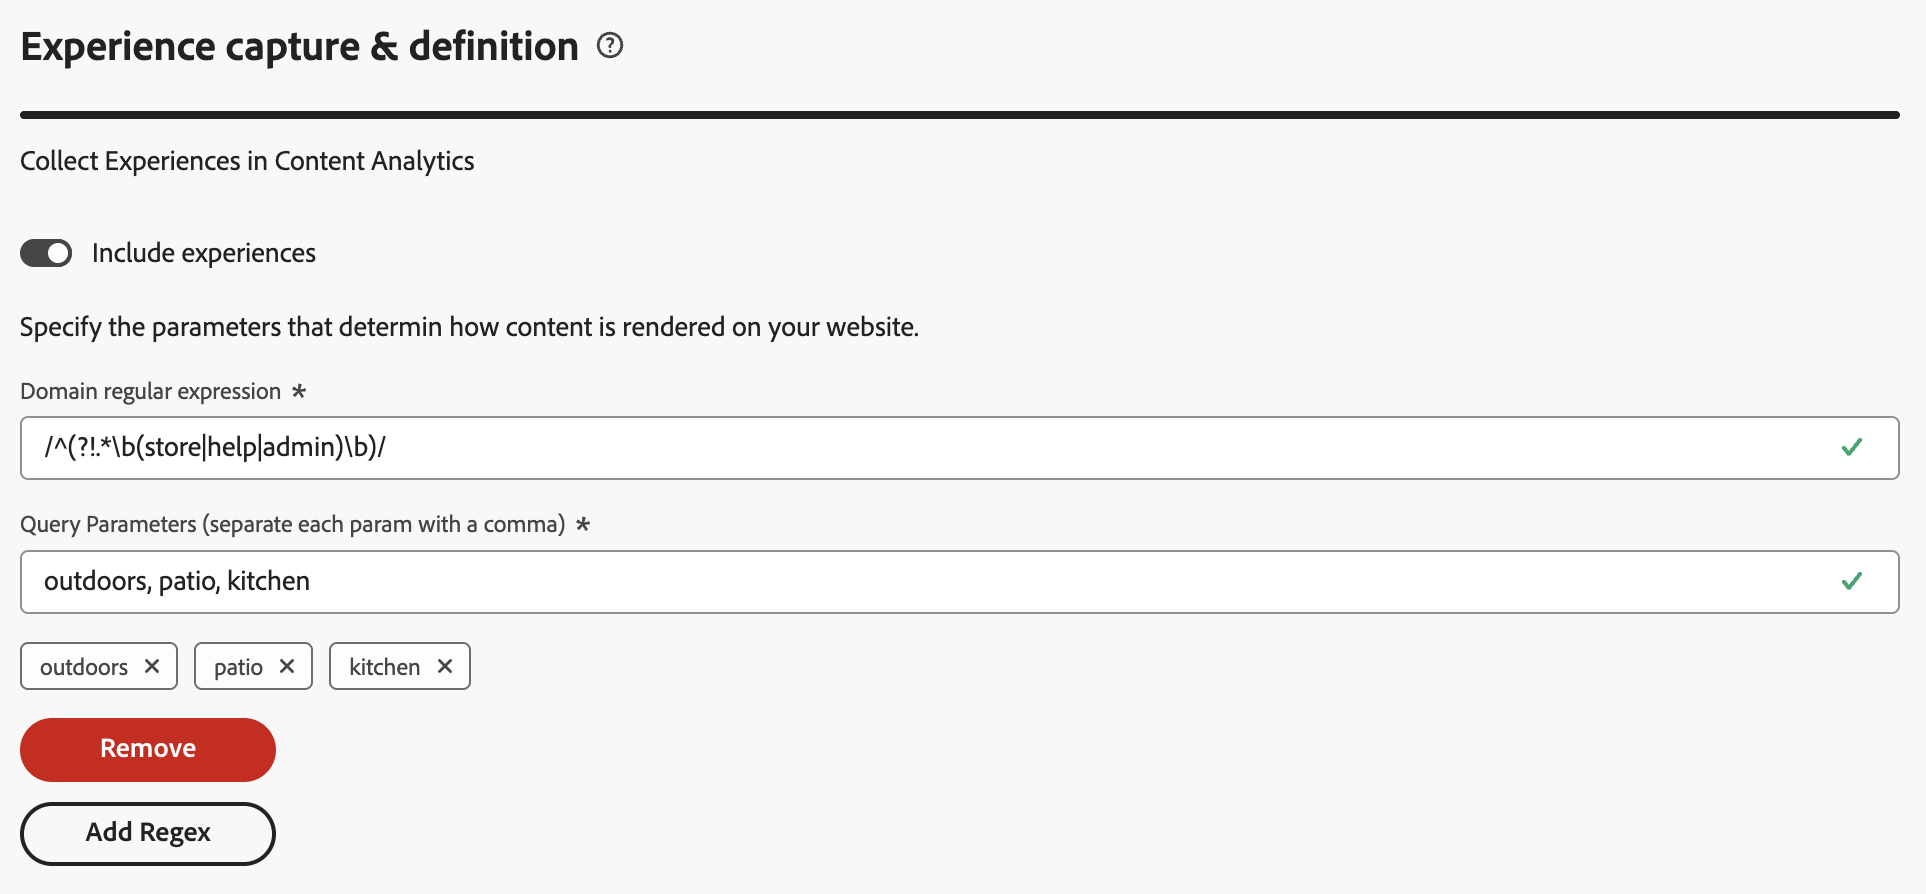 Experience capture & definition ?
Collect Experiences in Content Analytics
Include experiences
Specify the parameters that determin how content is rendered on your website.
Domain regular expression *
/^(?!.*\b(store|help|admin)\b)/
Query Parameters (separate each param with a comma) *
outdoors, patio, kitchen
outdoors patio kitchen
Remove
Add Regex